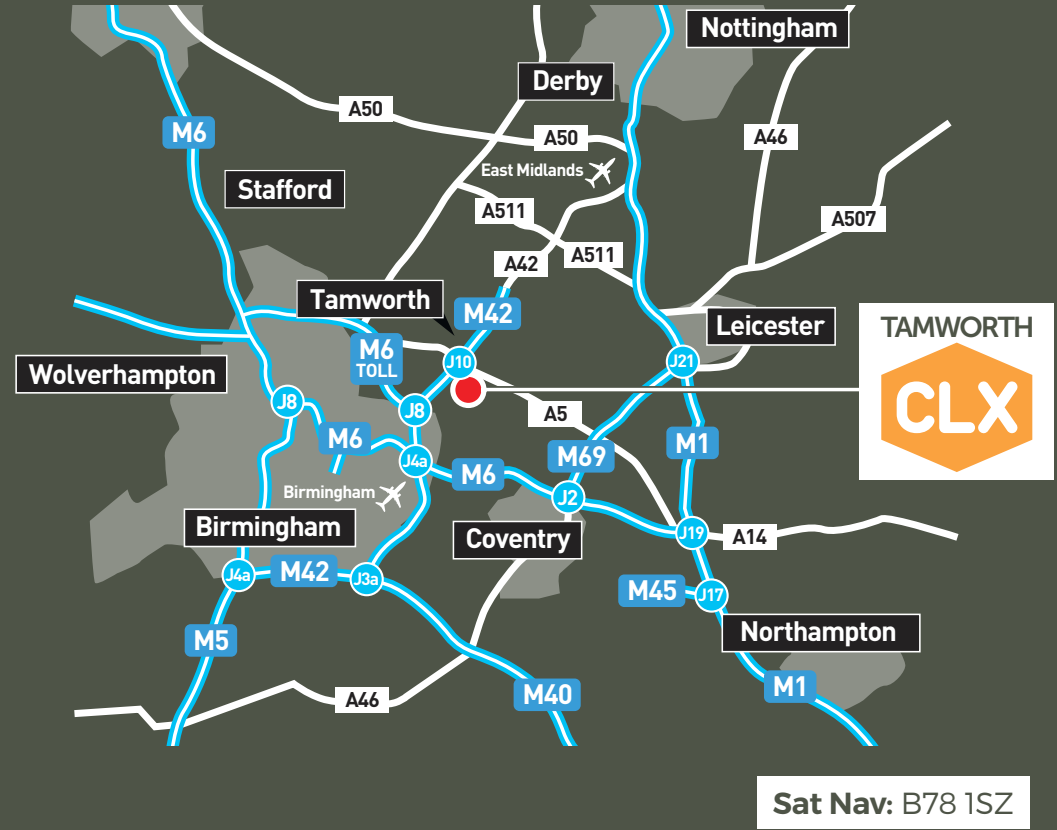 Nottingham
Derby
A50
M6
A50
A46
East Midlands
Stafford
A511
A507
A42
A511
Tamworth
M42
TAMWORTH
Leicester
M6
TOLL
J10
J21
Wolverhampton
CLX
J8
J8
A5
M6
M1
M69
J4a
M6
Birmingham
J2
Birmingham
Coventry
J19
A14
M42
J4a
J3a
M45
J17
Northampton
M5
M1
M40
A46
Sat Nav: B78 1SZ